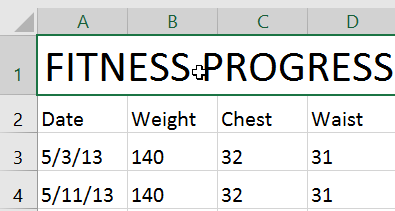 A B C D
1 FITNESS PROGRESS
2 Date Weight Chest Waist
3 5/3/13 140 32 31
4 5/11/13 140 32 31